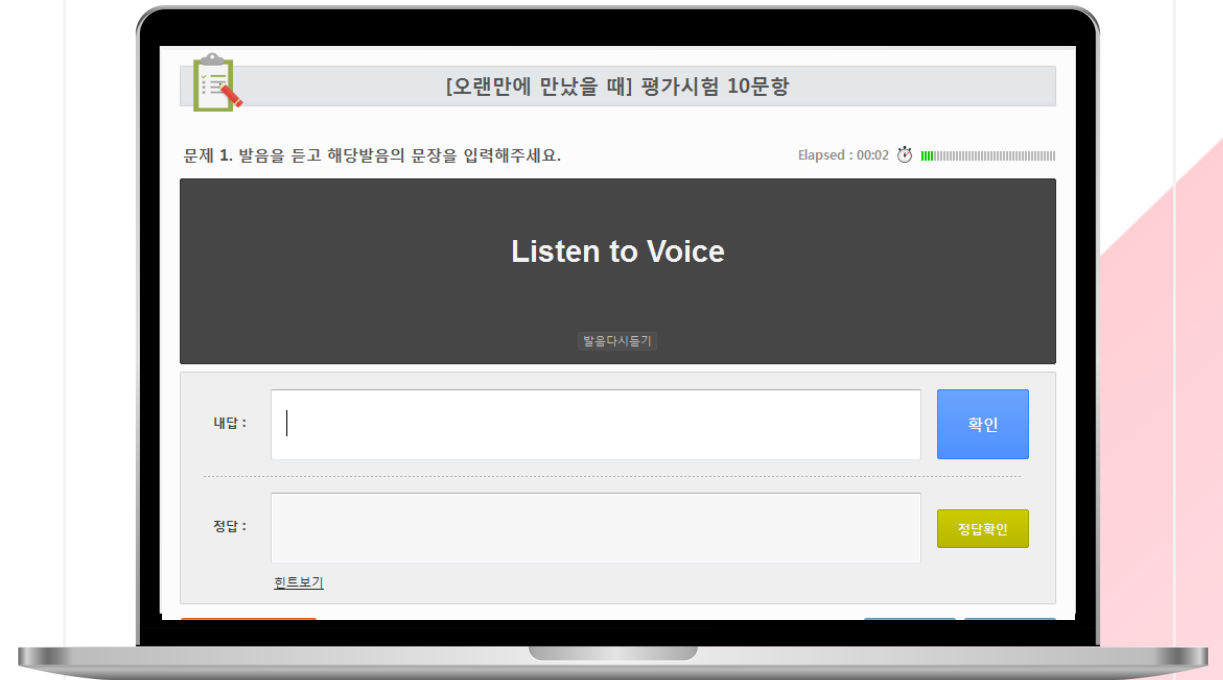 [오랜만에 만났을 때] 평가시험 10문항
문제 1. 발음을 듣고 해당발음의 문장을 입력해주세요.
Elapsed : 00:02
Listen to Voice
발음다시듣기
내답 :
확인
정답 :
정답확인
힌트보기